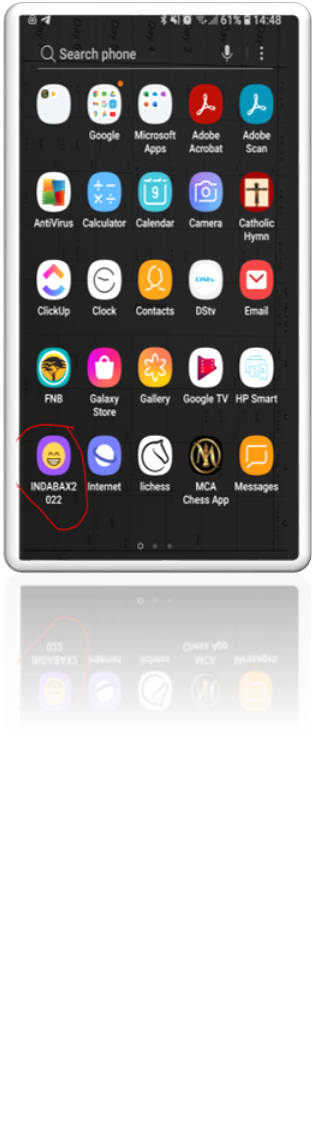 61% 14:48
Search phone
Google Microsoft Apps Adobe Acrobat Adobe Scan
AntiVirus Calculator Calendar Camera Catholic Hymn
9
ClickUp Clock Contacts DStv Email
DStv
FNB Galaxy Store Gallery Google TV HP Smart
INDABAX2022 Internet lichess MCA Chess App Messages